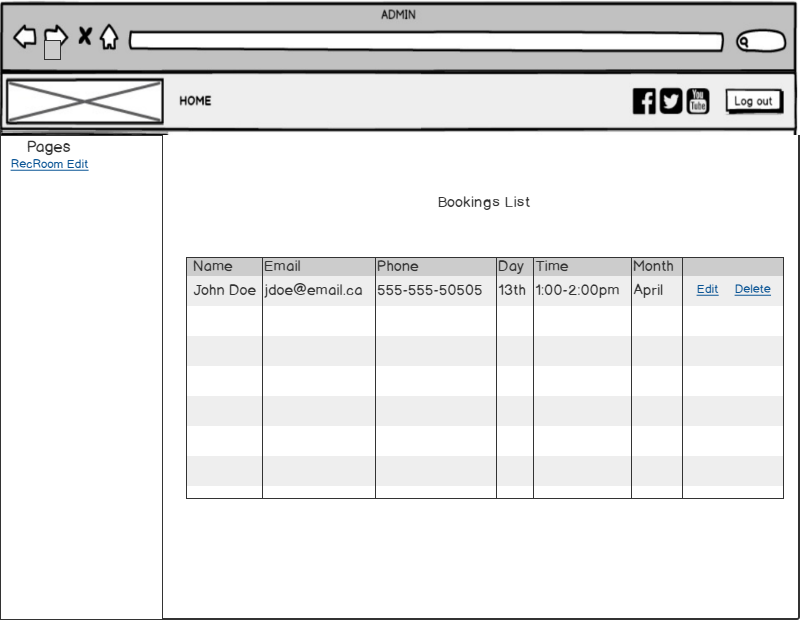 ADMIN
HOME
You
Tube
Log out
Pages
RecRoom Edit
Bookings List
Name Email Phone Day Time Month
John Doe jdoe@email.ca 555-555-50505 13th 1:00-2:00pm April Edit Delete